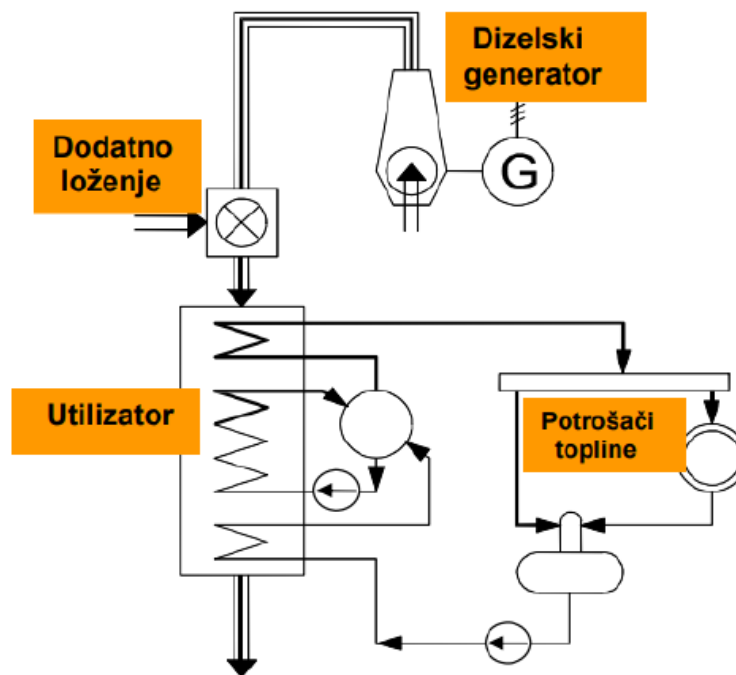 Dizelski
generator
Dodatno
loženje
G
Utilizator
Potrošači
topline